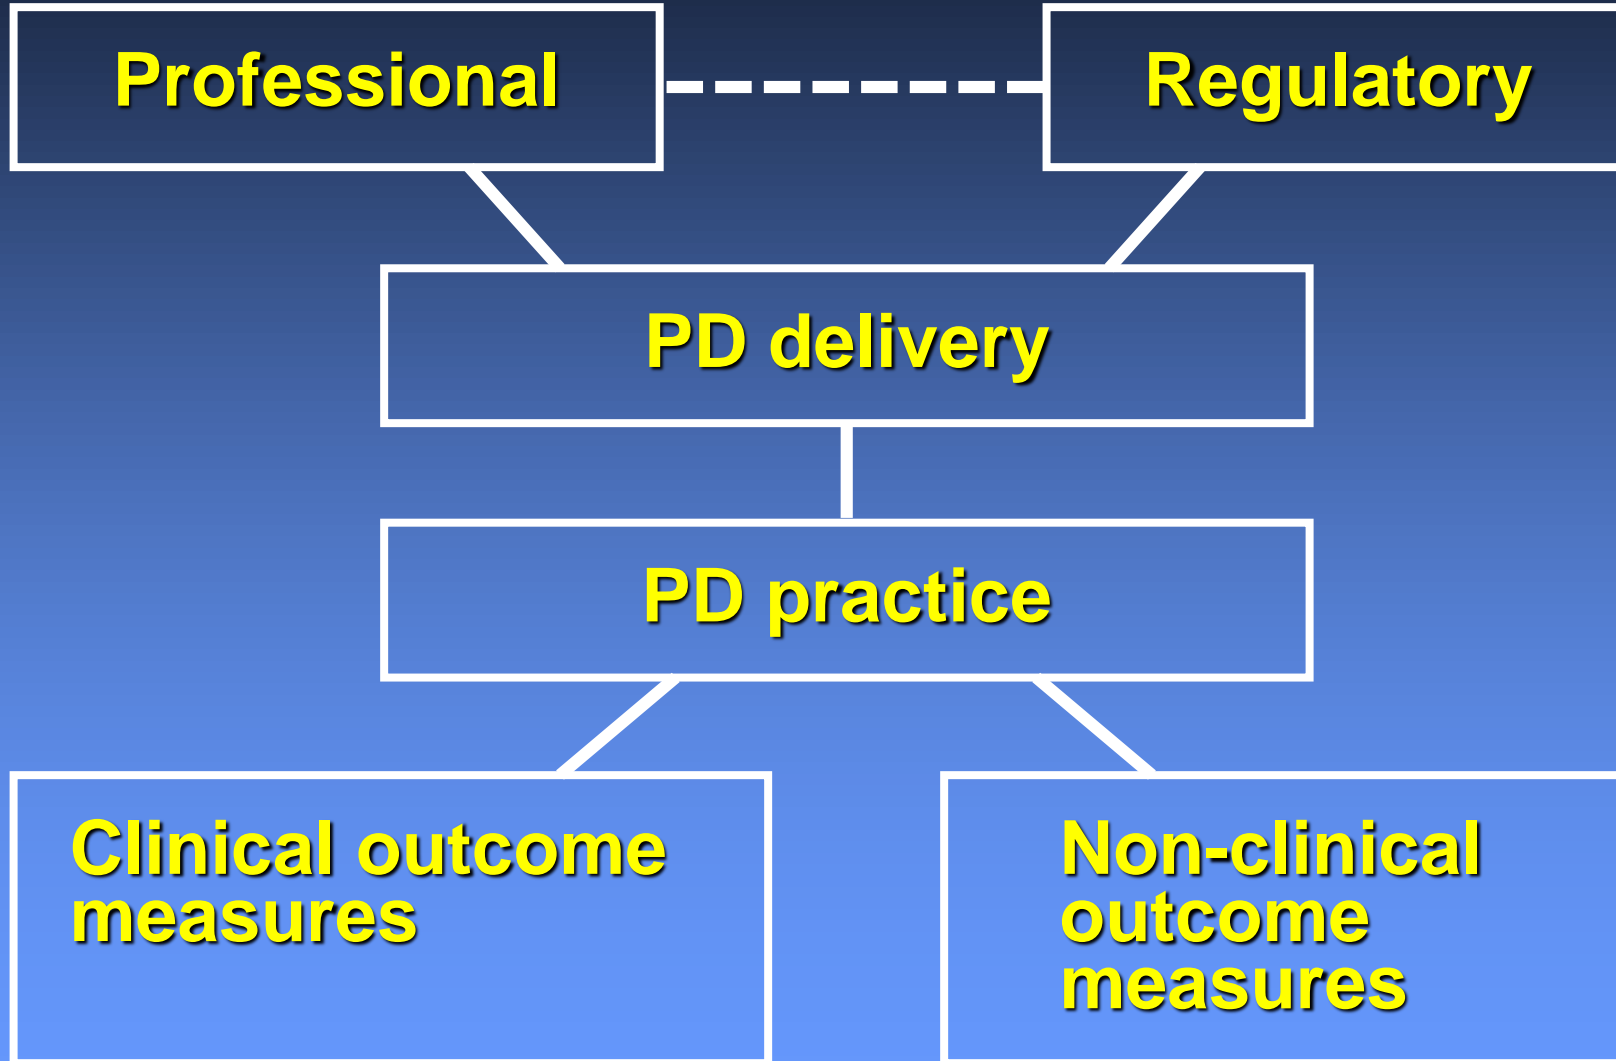 Professional
Regulatory
PD delivery
PD practice
Clinical outcome
measures
Non-clinical
outcome
measures